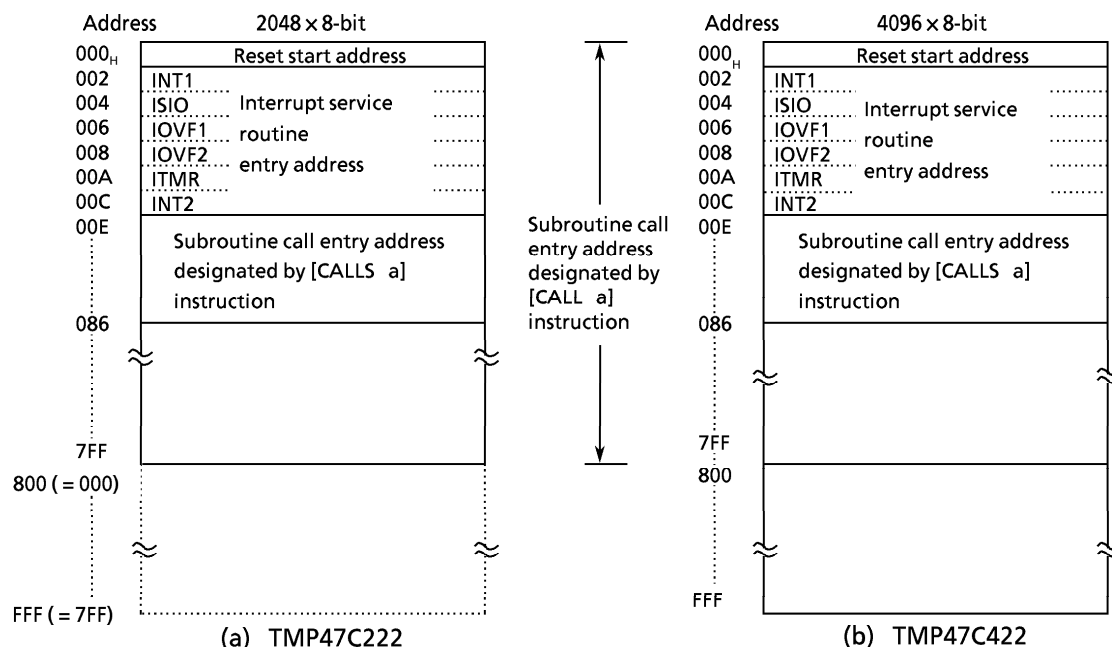 Address 2048 × 8-bit
000H Reset start address
002 INT1
004 ISIO Interrupt service
006 IOVF1 routine
008 IOVF2 entry address
00A ITMR
00C INT2
00E
Subroutine call entry address
designated by [CALLS a]
instruction
086
7FF
800 ( = 000)
FFF ( = 7FF)
(a) TMP47C222
Subroutine call
entry address
designated by
[CALL a]
instruction
Address 4096 × 8-bit
000H Reset start address
002 INT1
004 ISIO Interrupt service
006 IOVF1 routine
008 IOVF2 entry address
00A ITMR
00C INT2
00E
Subroutine call entry address
designated by [CALLS a]
instruction
086
7FF
800
FFF
(b) TMP47C422